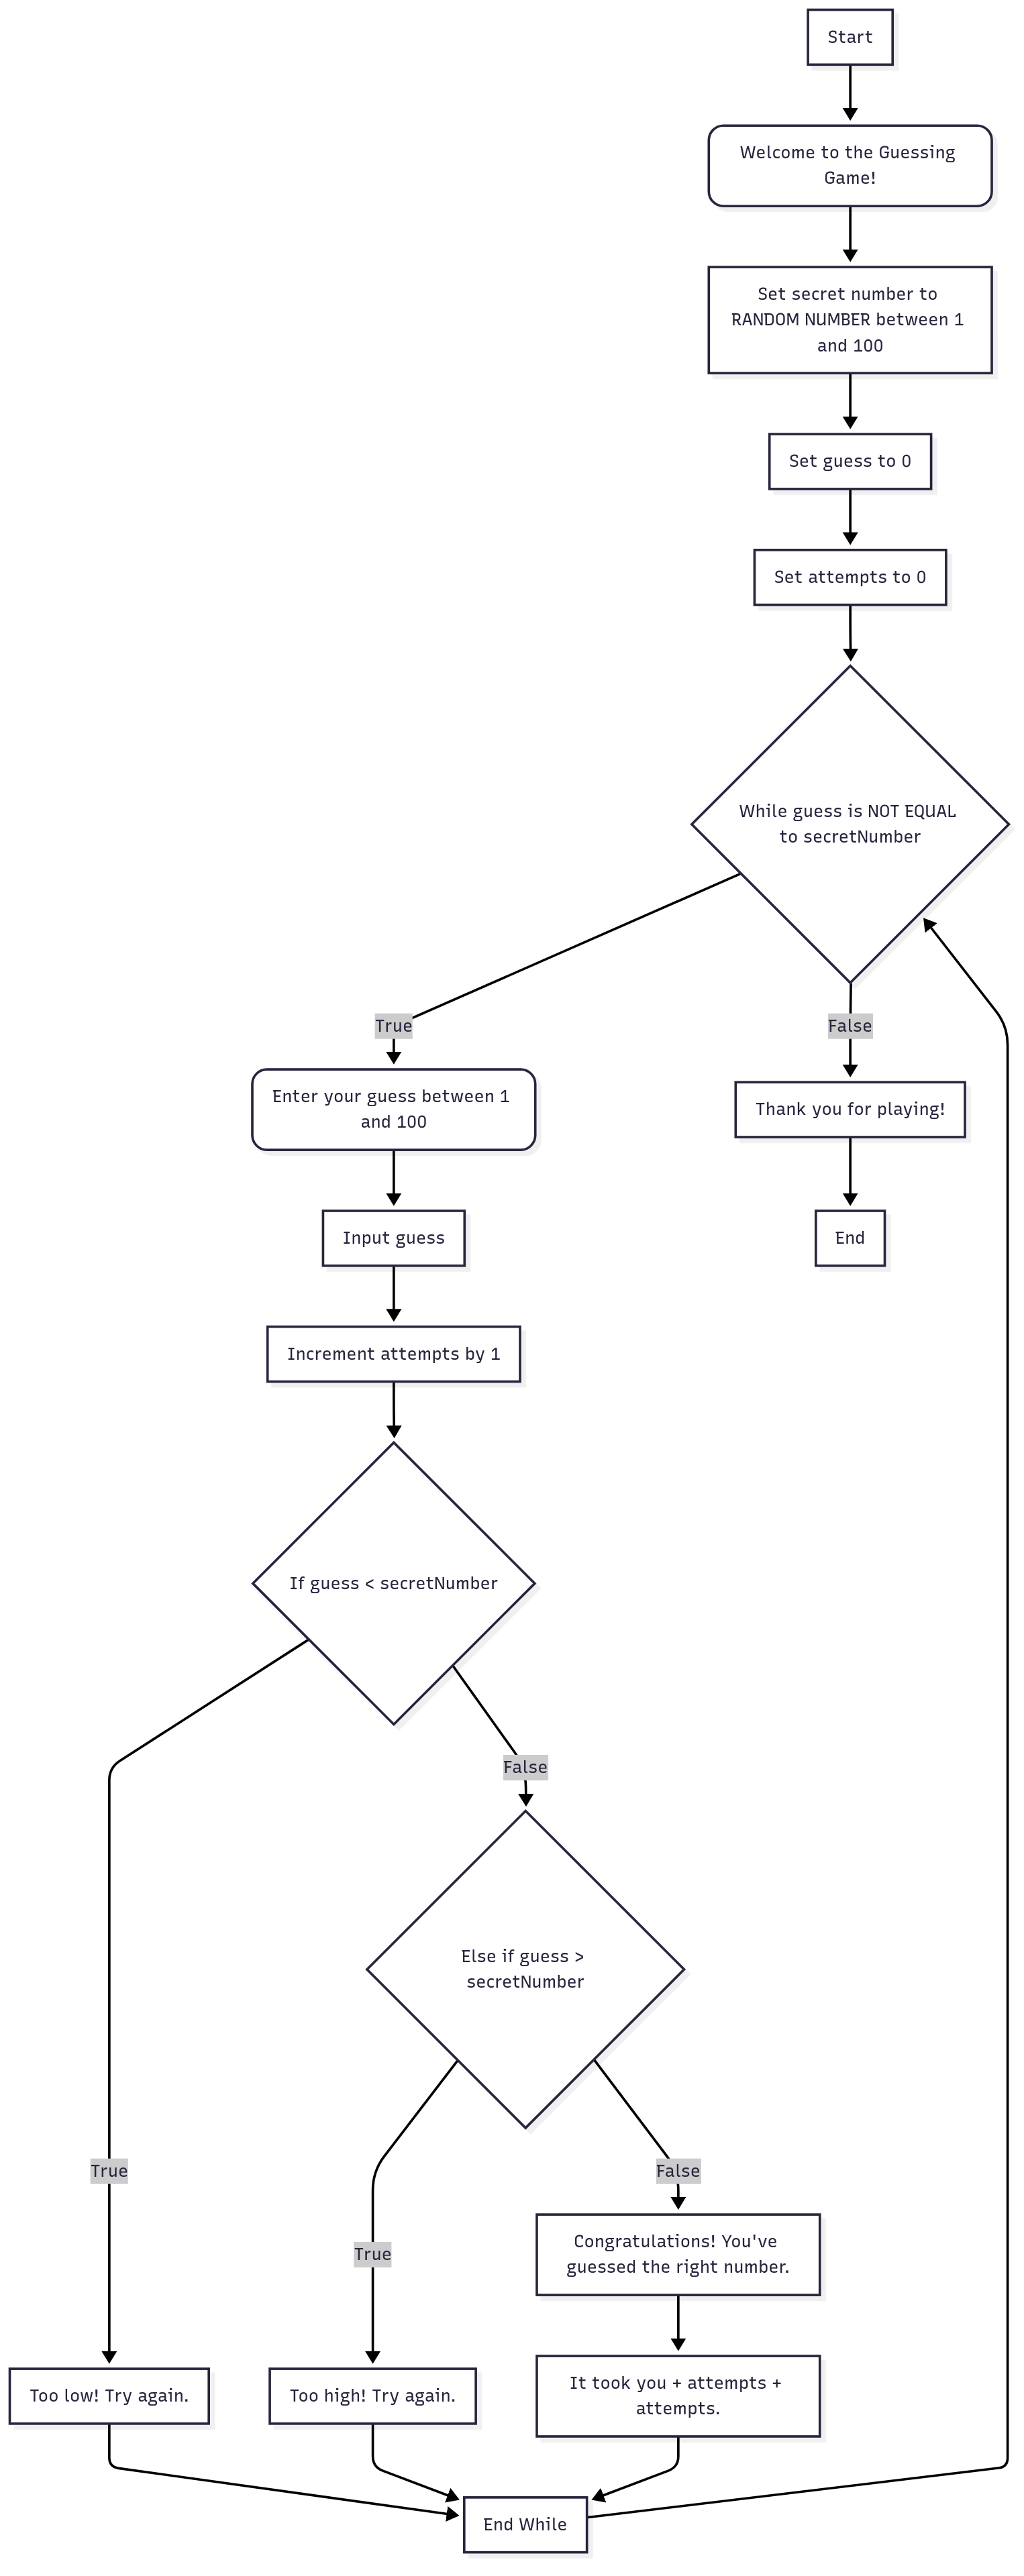 Start
Welcome to the Guessing
Game!
Set secret number to
RANDOM NUMBER between 1
and 100
Set guess to 0
Set attempts to 0
While guess is NOT EQUAL
to secretNumber
True
False
Enter your guess between 1
and 100
Thank you for playing!
Input guess
End
Increment attempts by 1
If guess < secretNumber
False
Else if guess >
secretNumber
True
False
True
Congratulations! You've
guessed the right number.
Too low! Try again.
Too high! Try again.
It took you + attempts +
attempts.
End While